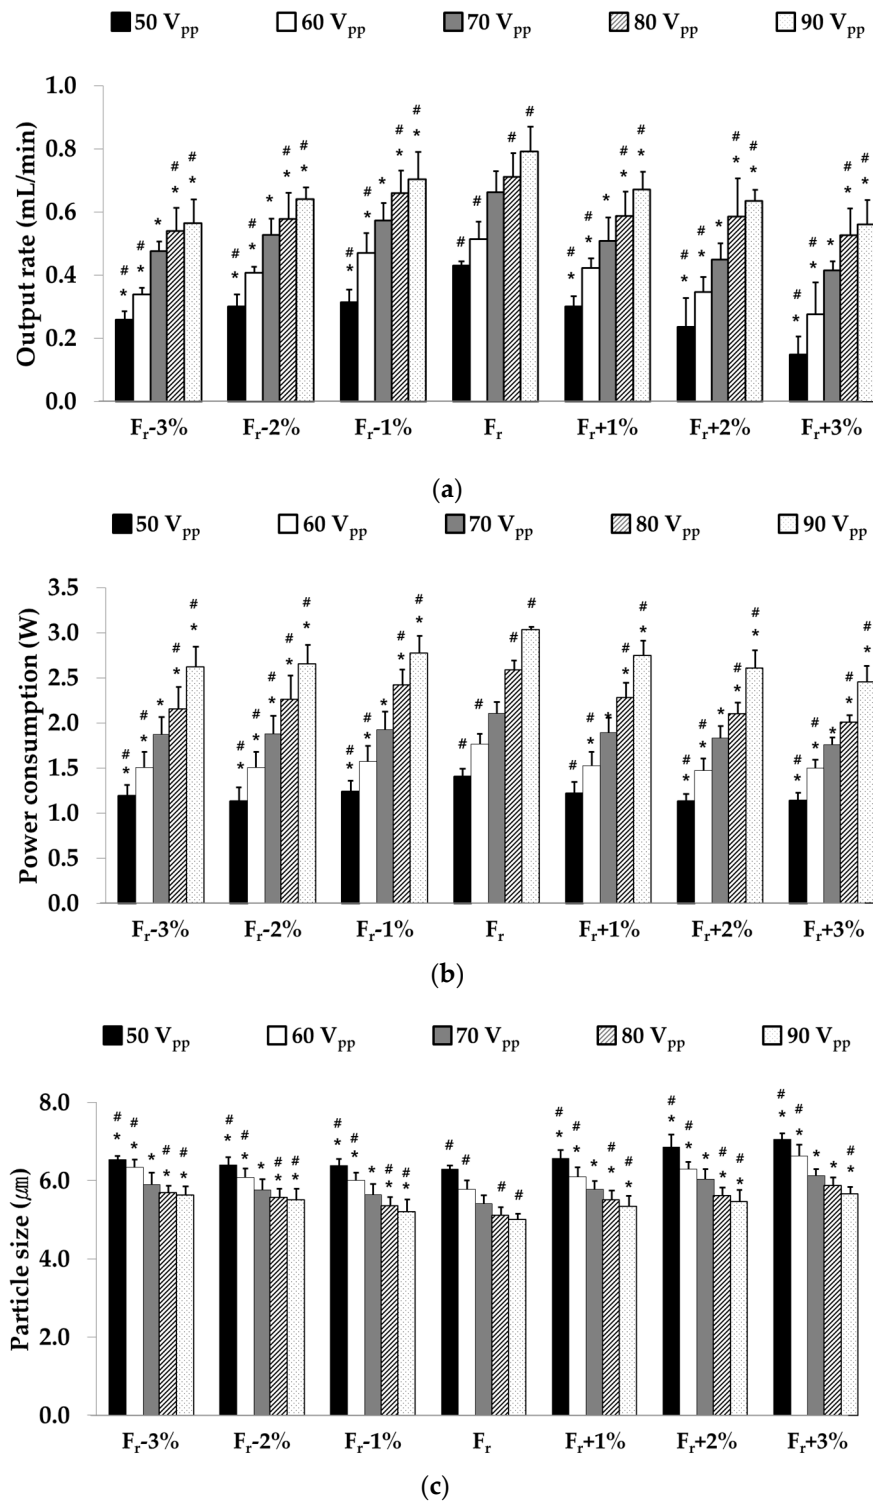 50 Vpp 60 Vpp 70 Vpp 80 Vpp 90 Vpp
Output rate (mL/min)
1.0
0.8
0.6
0.4
0.2
0.0
# * # * * # * # *
# * # * * # * # *
# * # * * # * # *
# # # #
# * # * * # * # *
# * # * * # * # *
# * # * * # * # *
Fr-3% Fr-2% Fr-1% Fr Fr+1% Fr+2% Fr+3%
(a)
50 Vpp 60 Vpp 70 Vpp 80 Vpp 90 Vpp
Power consumption (W)
3.5
3.0
2.5
2.0
1.5
1.0
0.5
0.0
# * # * * # * # *
# * # * # * # * # *
# * # * * # * # *
# # # #
# # * * # * # *
# * # * * # * # *
# * # * * # * # *
Fr-3% Fr-2% Fr-1% Fr Fr+1% Fr+2% Fr+3%
(b)
50 Vpp 60 Vpp 70 Vpp 80 Vpp 90 Vpp
Particle size (㎛)
8.0
6.0
4.0
2.0
0.0
# * # * * # * # *
# * # * * # * # *
# * # * * # * # *
# # # #
# * # * * # * # *
# * # * * # * # *
# * # * * * # *
Fr-3% Fr-2% Fr-1% Fr Fr+1% Fr+2% Fr+3%
(c)